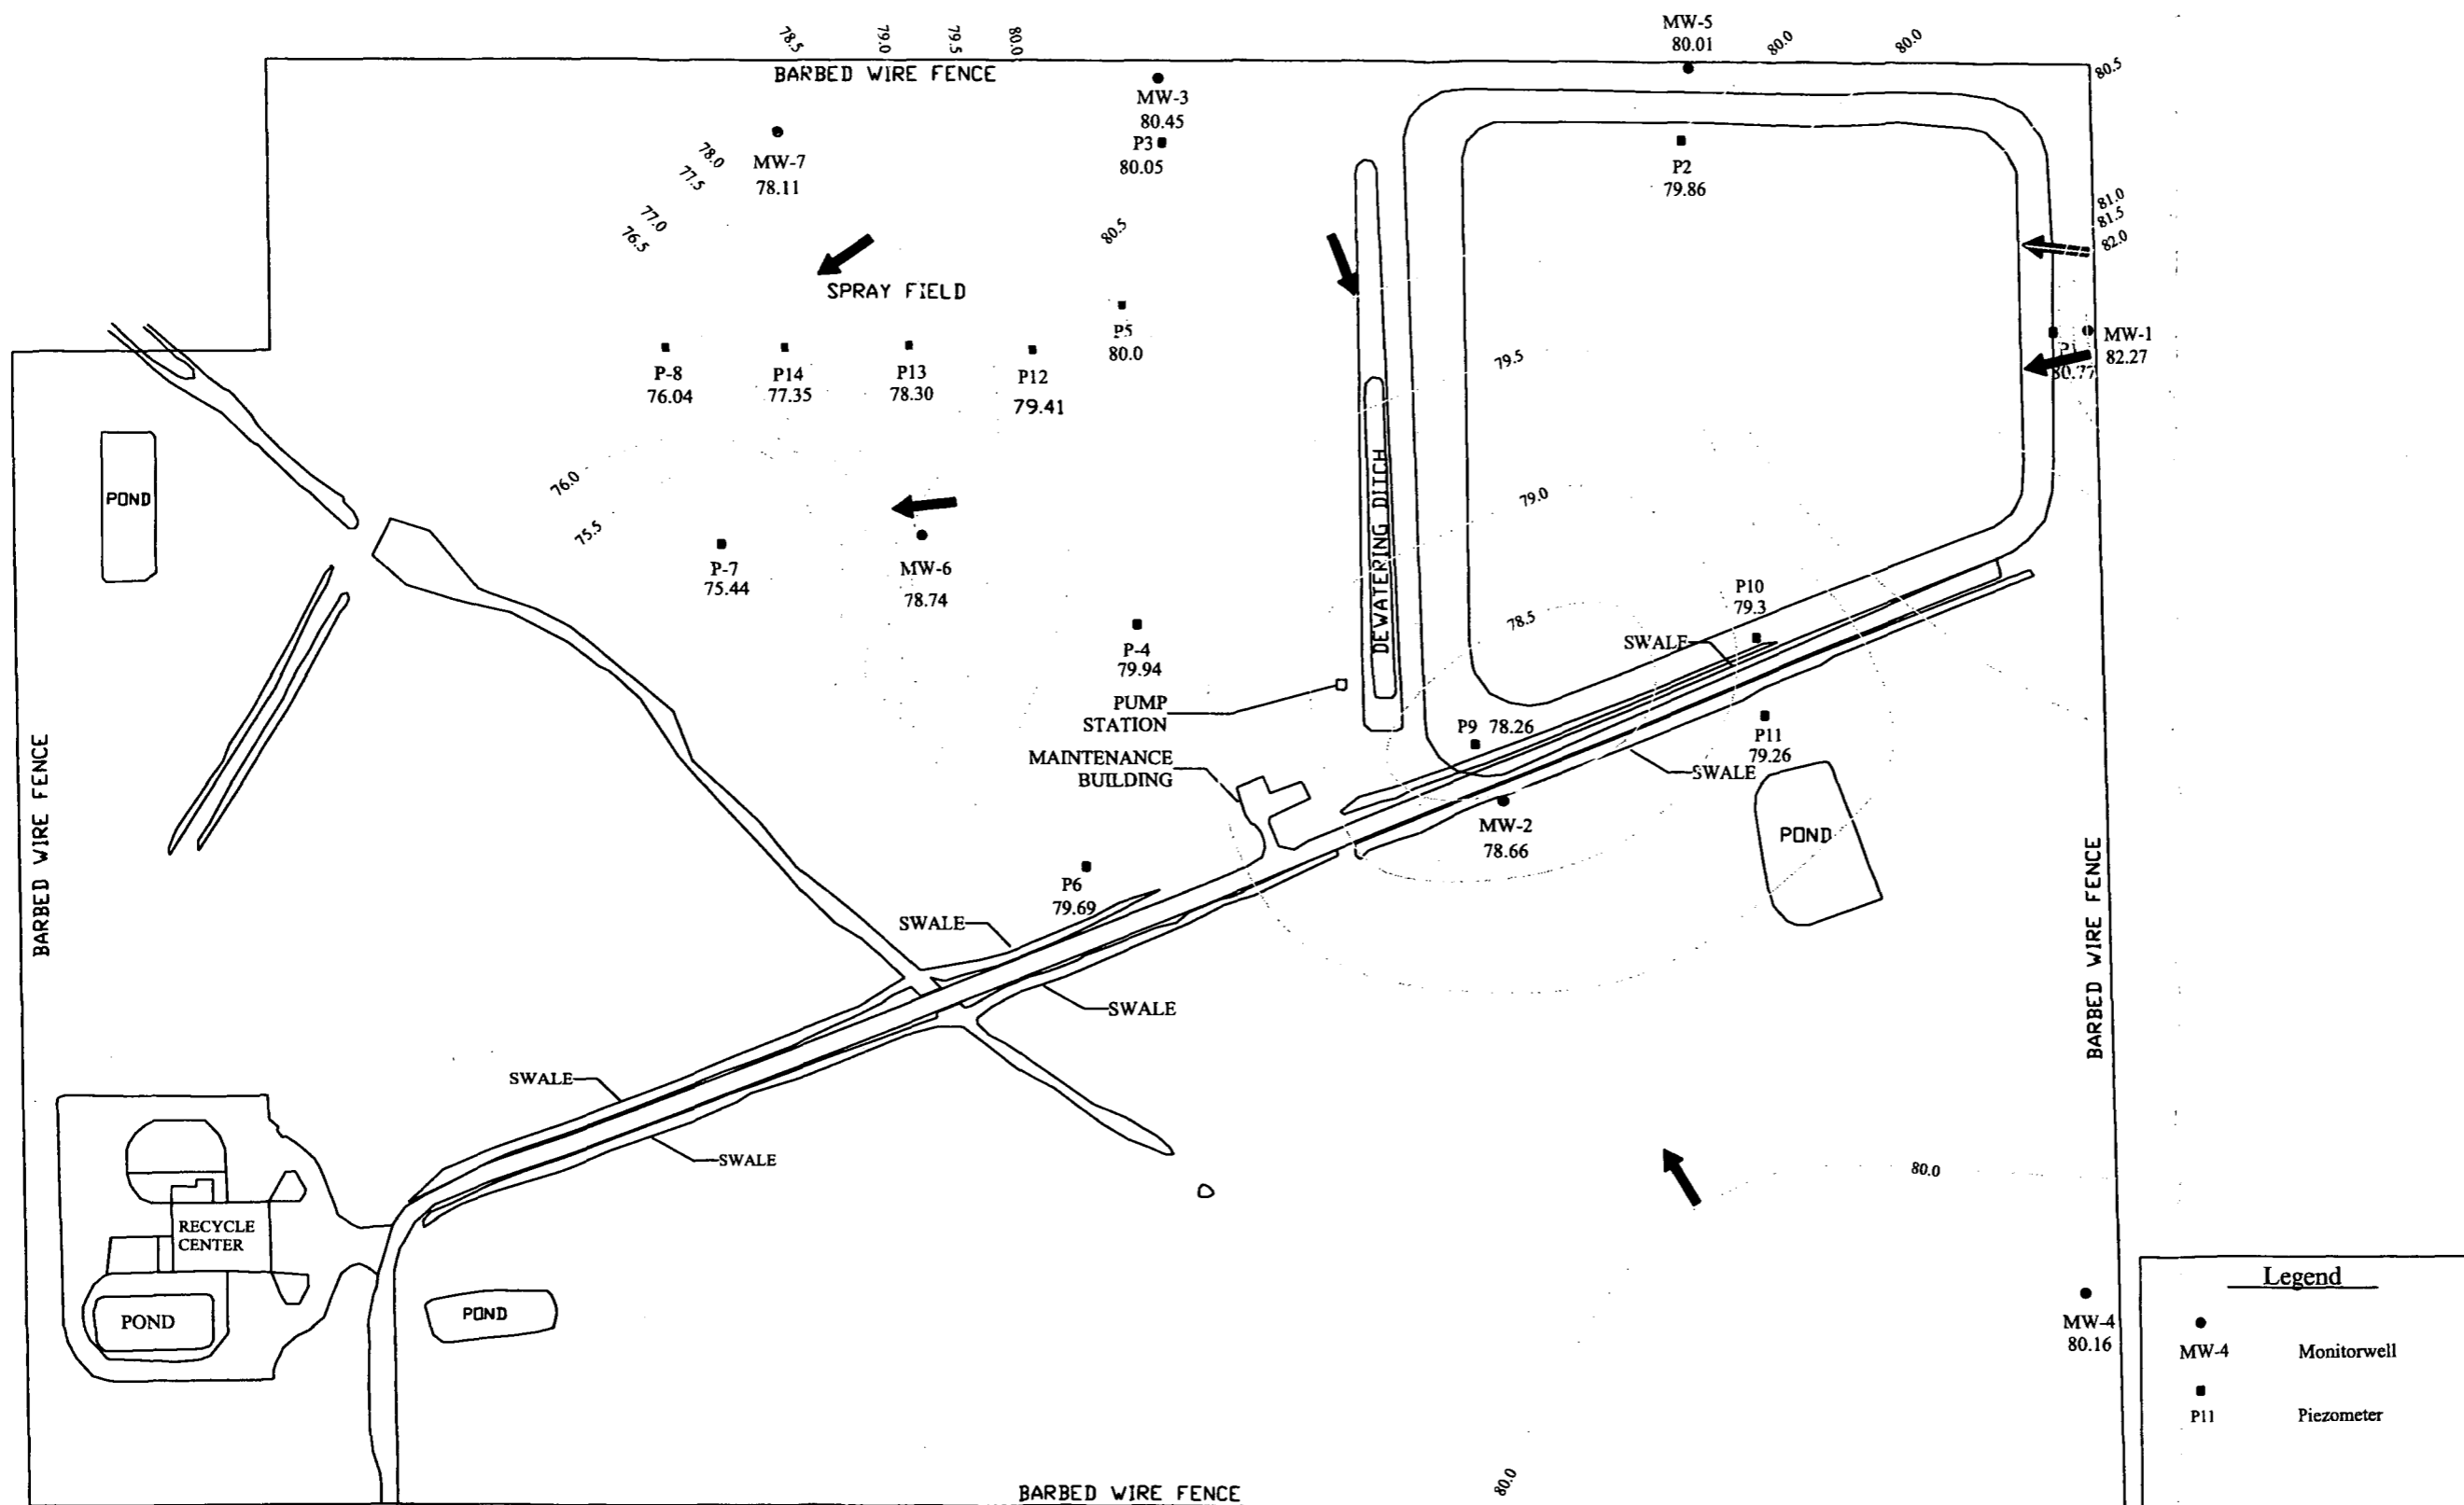 MW-5
80.01
78.5
79.0
79.5
80.0
80.0
80.0
80.5
BARBED WIRE FENCE
MW-3
80.45
P3
80.05
MW-7
78.11
78.0
77.5
77.0
76.5
P2
79.86
81.0
81.5
82.0
80.5
SPRAY FIELD
P5
80.0
MW-1
82.27
P1
80.77
79.5
P-8
76.04
P14
77.35
P13
78.30
P12
79.41
POND
76.0
75.5
79.0
DEWATERING DITCH
P-7
75.44
MW-6
78.74
78.5
P10
79.3
SWALE
P-4
79.94
PUMP
STATION
P9 78.26
P11
79.26
SWALE
MAINTENANCE
BUILDING
MW-2
78.66
POND
BARBED WIRE FENCE
BARBED WIRE FENCE
P6
79.69
SWALE
SWALE
SWALE
SWALE
80.0
RECYCLE
CENTER
POND
POND
MW-4
80.16
80.0
BARBED WIRE FENCE
Legend
MW-4 Monitorwell
P11 Piezometer